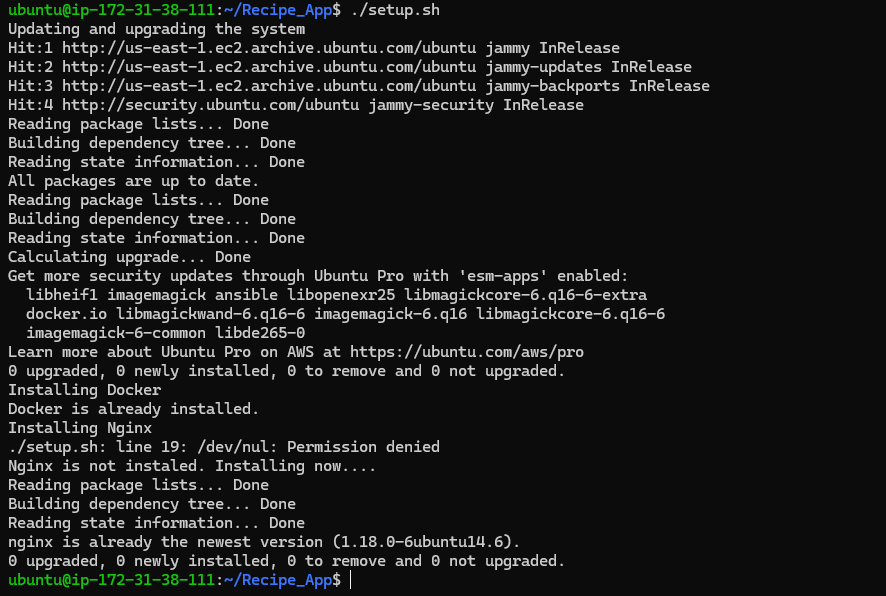 ubuntu@ip-172-31-38-111:~/Recipe_App$ ./setup.sh
Updating and upgrading the system
Hit:1 http://us-east-1.ec2.archive.ubuntu.com/ubuntu jammy InRelease
Hit:2 http://us-east-1.ec2.archive.ubuntu.com/ubuntu jammy-updates InRelease
Hit:3 http://us-east-1.ec2.archive.ubuntu.com/ubuntu jammy-backports InRelease
Hit:4 http://security.ubuntu.com/ubuntu jammy-security InRelease
Reading package lists... Done
Building dependency tree... Done
Reading state information... Done
All packages are up to date.
Reading package lists... Done
Building dependency tree... Done
Reading state information... Done
Calculating upgrade... Done
Get more security updates through Ubuntu Pro with 'esm-apps' enabled:
  libheif1 imagemagick ansible libopenexr25 libmagickcore-6.q16-6-extra
  docker.io libmagickwand-6.q16-6 imagemagick-6.q16 libmagickcore-6.q16-6
  imagemagick-6-common libde265-0
Learn more about Ubuntu Pro on AWS at https://ubuntu.com/aws/pro
0 upgraded, 0 newly installed, 0 to remove and 0 not upgraded.
Installing Docker
Docker is already installed.
Installing Nginx
./setup.sh: line 19: /dev/nul: Permission denied
Nginx is not instaled. Installing now....
Reading package lists... Done
Building dependency tree... Done
Reading state information... Done
nginx is already the newest version (1.18.0-6ubuntu14.6).
0 upgraded, 0 newly installed, 0 to remove and 0 not upgraded.
ubuntu@ip-172-31-38-111:~/Recipe_App$